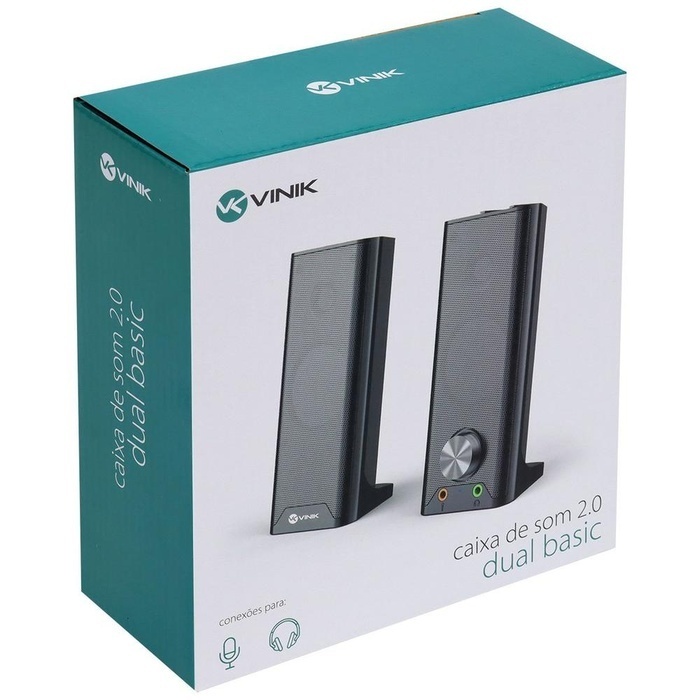 VINIK
VINIK
VINIK
caixa de som 2.0
dual basic
VINIK
caixa de som 2.0
dual basic
conexões para: